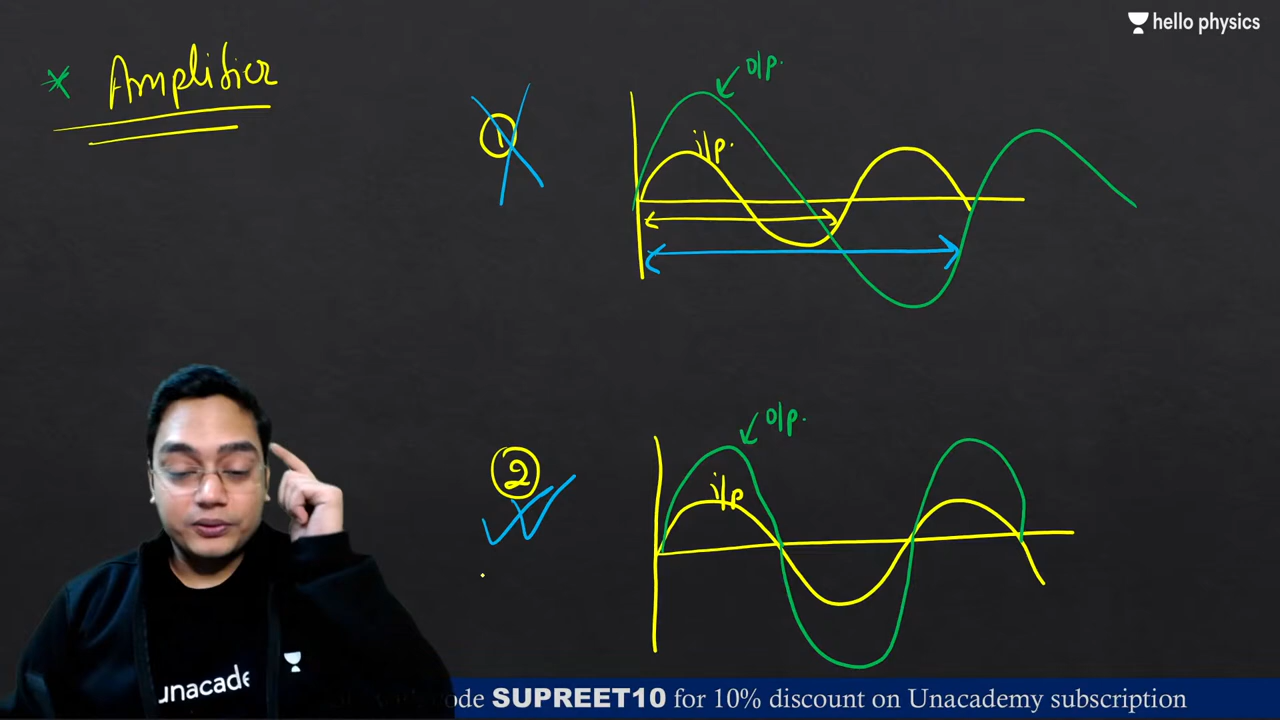 hello physics
* Amplifier
①
o/p.
i/p.
②
o/p.
i/p
unacade
ode SUPREET10 for 10% discount on Unacademy subscription